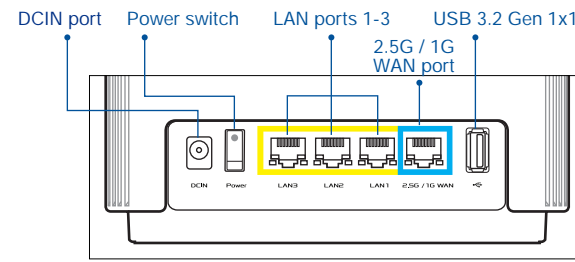 DCIN port Power switch LAN ports 1-3 USB 3.2 Gen 1x1
2.5G / 1G
WAN port
DCIN Power LAN3 LAN2 LAN1 2,5G /1G WAN